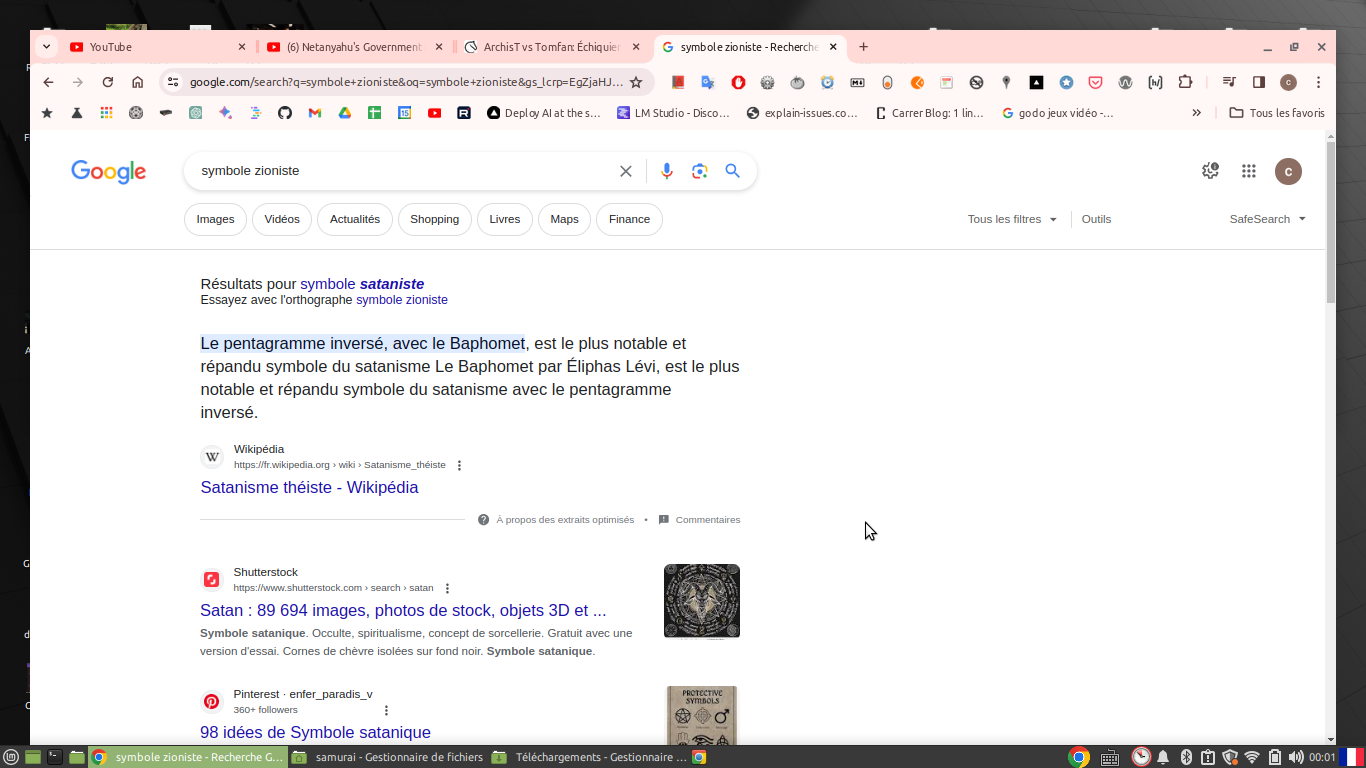 YouTube
(6) Netanyahu's Government
ArchisT vs Tomfan: Échiquier
symbole zioniste - Recherche
google.com/search?q=symbole+zioniste&oq=symbole+zioniste&gs_lcrp=EgZjaHJ…
Deploy AI at the s…
LM Studio - Disco…
explain-issues.co…
Carrer Blog: 1 lin…
godo jeux vidéo -…
»
Tous les favoris
Google
symbole zioniste
C
Images
Vidéos
Actualités
Shopping
Livres
Maps
Finance
Tous les filtres
Outils
SafeSearch
Résultats pour symbole sataniste
Essayez avec l'orthographe symbole zioniste
Le pentagramme inversé, avec le Baphomet, est le plus notable et
répandu symbole du satanisme Le Baphomet par Éliphas Lévi, est le plus
notable et répandu symbole du satanisme avec le pentagramme
inversé.
Wikipédia
https://fr.wikipedia.org › wiki › Satanisme_théiste
Satanisme théiste - Wikipédia
À propos des extraits optimisés • Commentaires
Shutterstock
https://www.shutterstock.com › search › satan
Satan : 89 694 images, photos de stock, objets 3D et ...
Symbole satanique. Occulte, spiritualisme, concept de sorcellerie. Gratuit avec une
version d'essai. Cornes de chèvre isolées sur fond noir. Symbole satanique.
Pinterest · enfer_paradis_v
360+ followers
98 idées de Symbole satanique
PROTECTIVE
SYMBOLS
symbole zioniste - Recherche G…
samurai - Gestionnaire de fichiers
Téléchargements - Gestionnaire …
00:01